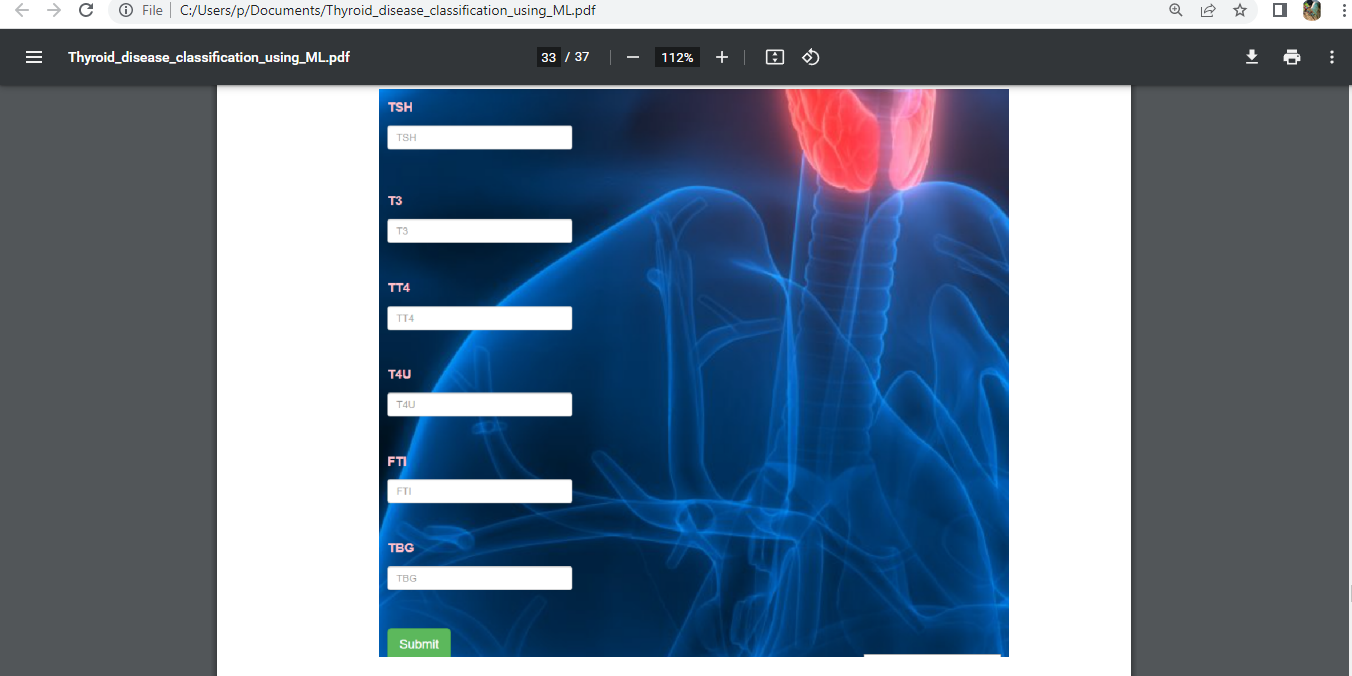 File
C:/Users/p/Documents/Thyroid_disease_classification_using_ML.pdf
Thyroid_disease_classification_using_ML.pdf
33 / 37
112%
TSH
TSH
T3
T3
TT4
TT4
T4U
T4U
FTI
FTI
TBG
TBG
Submit